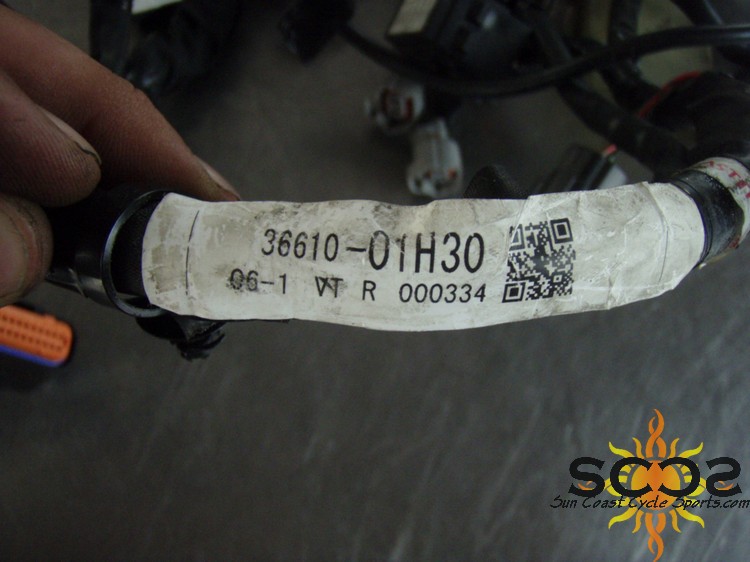 36610-01H30
06-1 VT R 000334
SCCS
Sun Coast Cycle Sports.com